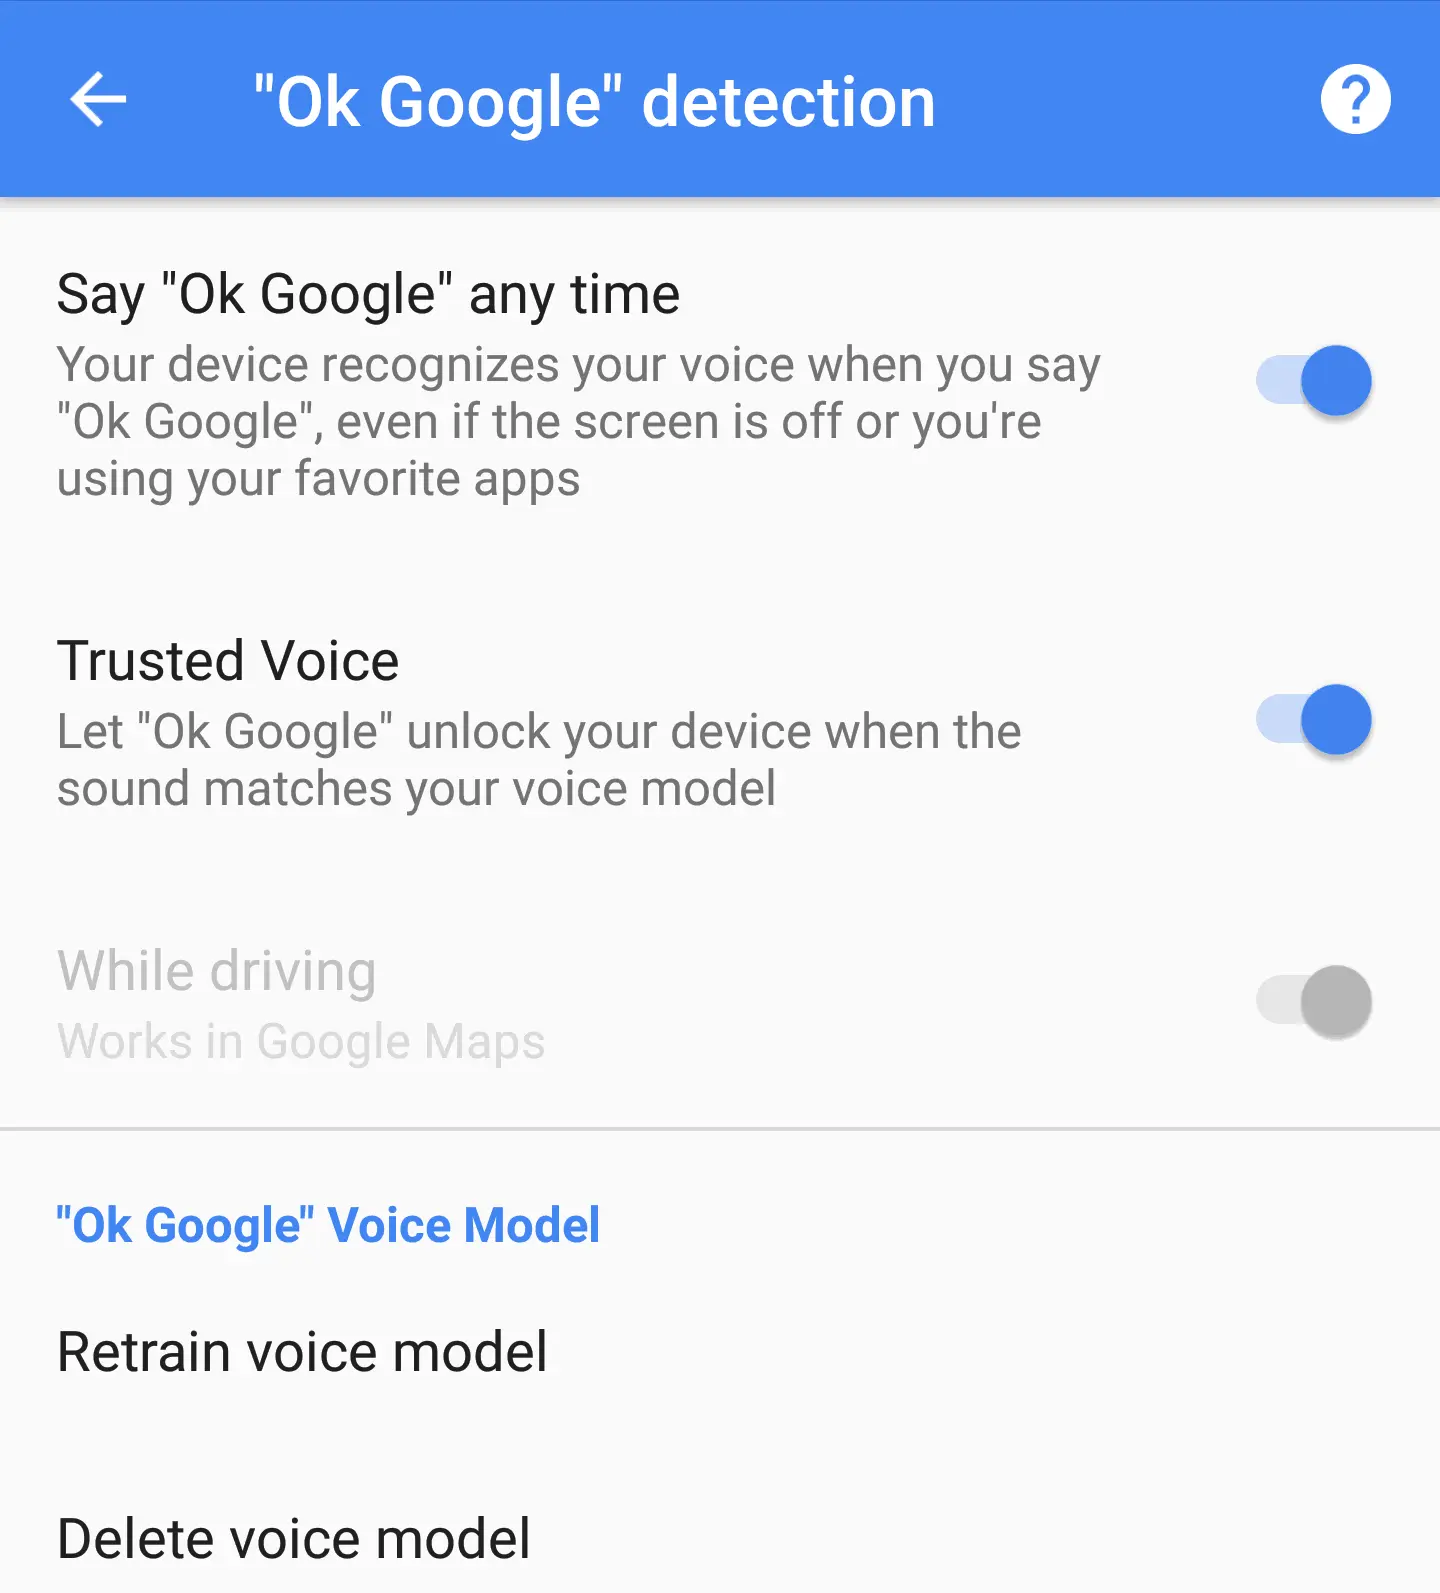 "Ok Google" detection
Say "Ok Google" any time
Your device recognizes your voice when you say
"Ok Google", even if the screen is off or you're
using your favorite apps
Trusted Voice
Let "Ok Google" unlock your device when the
sound matches your voice model
While driving
Works in Google Maps
"Ok Google" Voice Model
Retrain voice model
Delete voice model